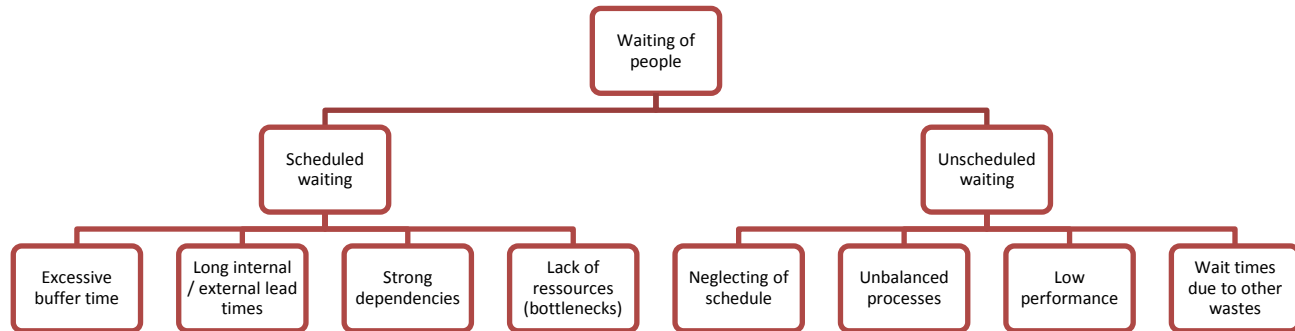 Waiting of
people
Scheduled
waiting
Unscheduled
waiting
Excessive
buffer time
Long internal
/ external lead
times
Strong
dependencies
Lack of
ressources
(bottlenecks)
Neglecting of
schedule
Unbalanced
processes
Low
performance
Wait times
due to other
wastes